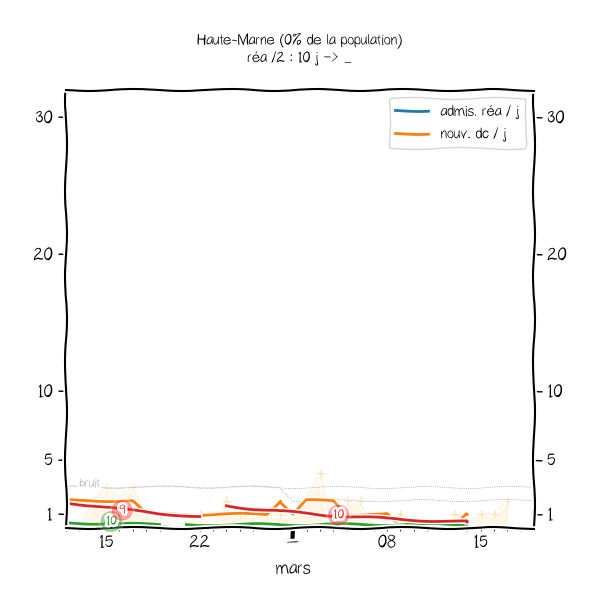 Haute-Marne (0% de la population)
réa /2 : 10 j -> _
admis. réa / j
nouv. dc / j
30
30
20
20
10
10
5
5
bruit
9
10
10
1
1
15
22
08
15
mars